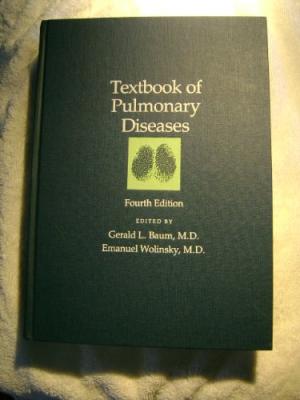 Textbook of
Pulmonary
Diseases
Fourth Edition
EDITED BY
Gerald L. Baum, M.D.
Emanuel Wolinsky, M.D.